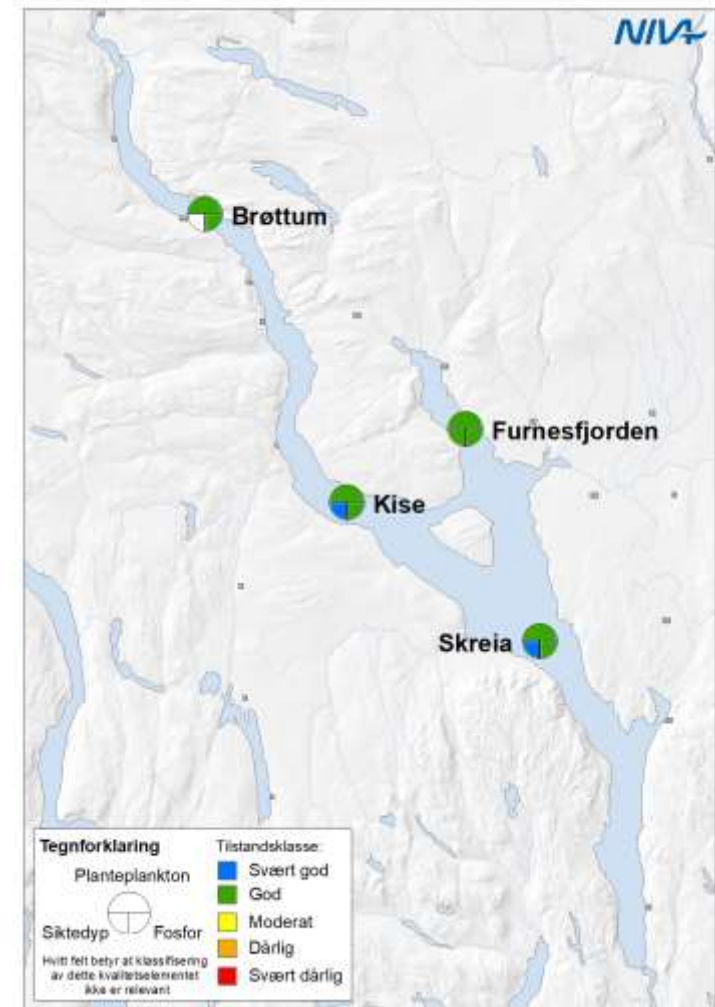 NIVA
Brøttum
Furnesfjorden
Kise
Skreia
Tegnforklaring
Planteplankton
Siktedyp
Fosfor
Hvitt felt betyr at klassifisering
av dette kvalitetselementet
ikke er relevant
Tilstandsklasse:
Svært god
God
Moderat
Dårlig
Svært dårlig